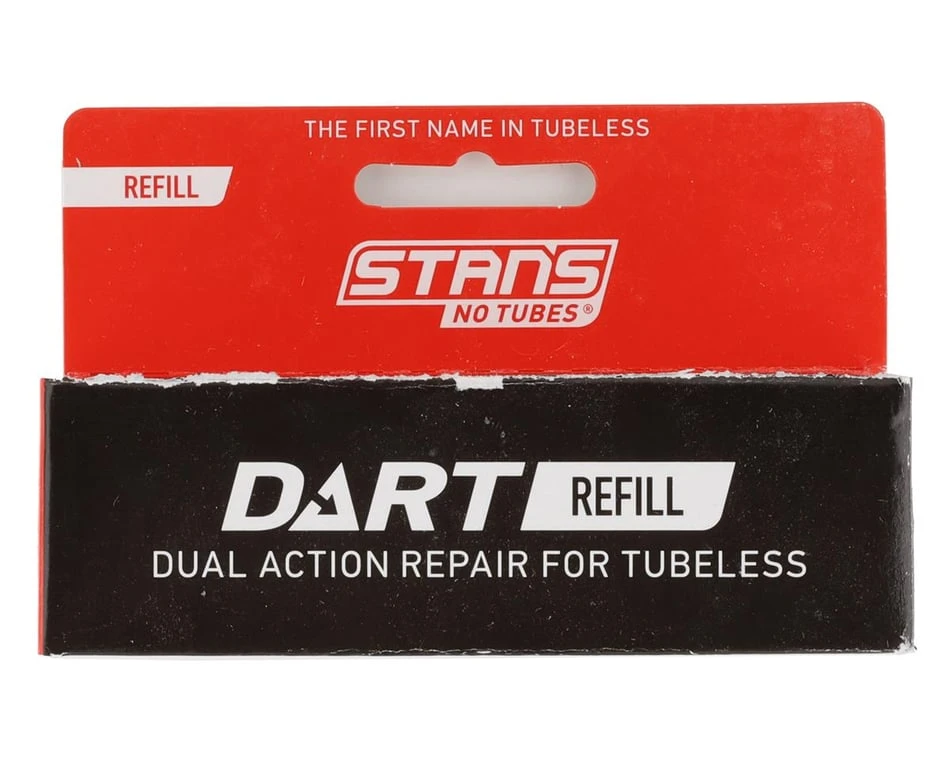 THE FIRST NAME IN TUBELESS
REFILL
STANS
NO TUBES®
DART REFILL
DUAL ACTION REPAIR FOR TUBELESS